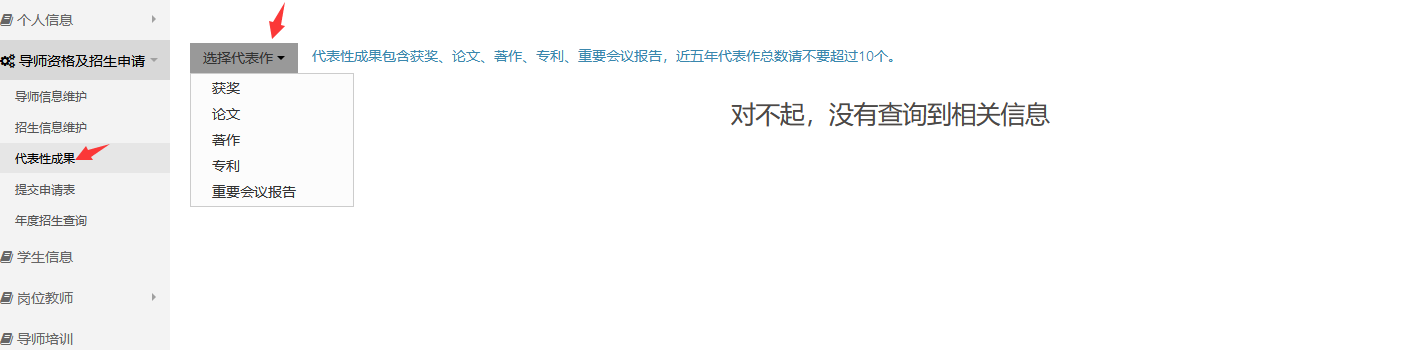 个人信息
导师资格及招生申请
导师信息维护
招生信息维护
代表性成果
提交申请表
年度招生查询
学生信息
岗位教师
导师培训
选择代表作
代表性成果包含获奖、论文、著作、专利、重要会议报告，近五年代表作总数请不要超过10个。
获奖
论文
著作
专利
重要会议报告
对不起，没有查询到相关信息